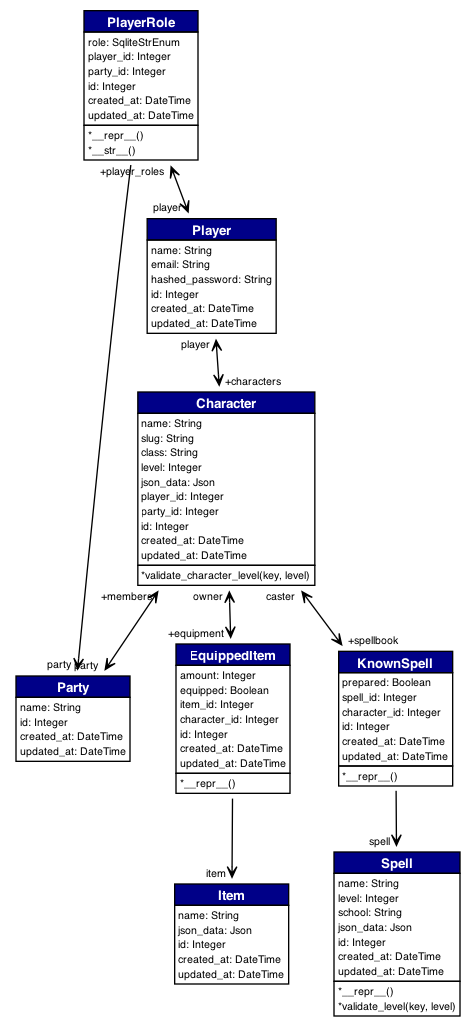 PlayerRole
role: SqliteStrEnum
player_id: Integer
party_id: Integer
id: Integer
created_at: DateTime
updated_at: DateTime
*__repr__()
*__str__()
+player_roles
player
Player
name: String
email: String
hashed_password: String
id: Integer
created_at: DateTime
updated_at: DateTime
player
+characters
Character
name: String
slug: String
class: String
level: Integer
json_data: Json
player_id: Integer
party_id: Integer
id: Integer
created_at: DateTime
updated_at: DateTime
*validate_character_level(key, level)
+members
owner
caster
+equipment
+spellbook
party
party
Party
name: String
id: Integer
created_at: DateTime
updated_at: DateTime
EquippedItem
amount: Integer
equipped: Boolean
item_id: Integer
character_id: Integer
id: Integer
created_at: DateTime
updated_at: DateTime
*__repr__()
KnownSpell
prepared: Boolean
spell_id: Integer
character_id: Integer
id: Integer
created_at: DateTime
updated_at: DateTime
*__repr__()
item
spell
Item
name: String
json_data: Json
id: Integer
created_at: DateTime
updated_at: DateTime
Spell
name: String
level: Integer
school: String
json_data: Json
id: Integer
created_at: DateTime
updated_at: DateTime
*__repr__()
*validate_level(key, level)